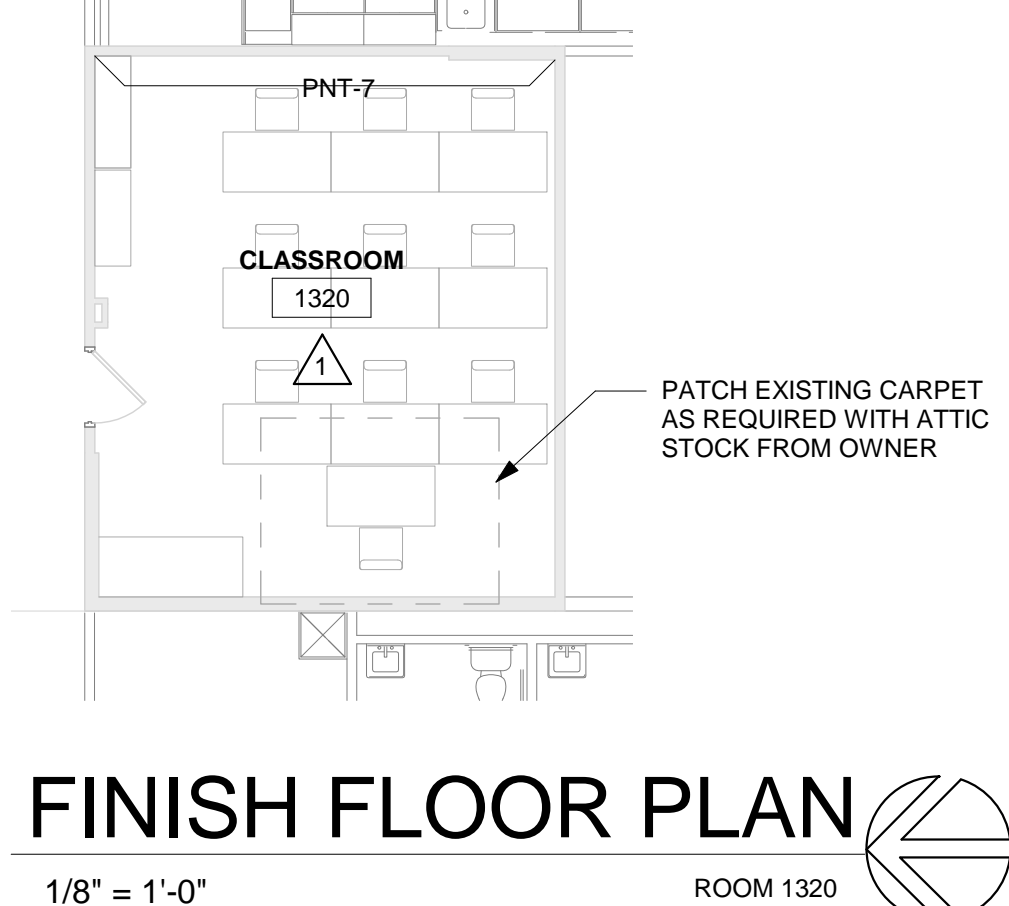 PNT-7
CLASSROOM
1320
1
PATCH EXISTING CARPET
AS REQUIRED WITH ATTIC
STOCK FROM OWNER
FINISH FLOOR PLAN
1/8" = 1'-0"
ROOM 1320